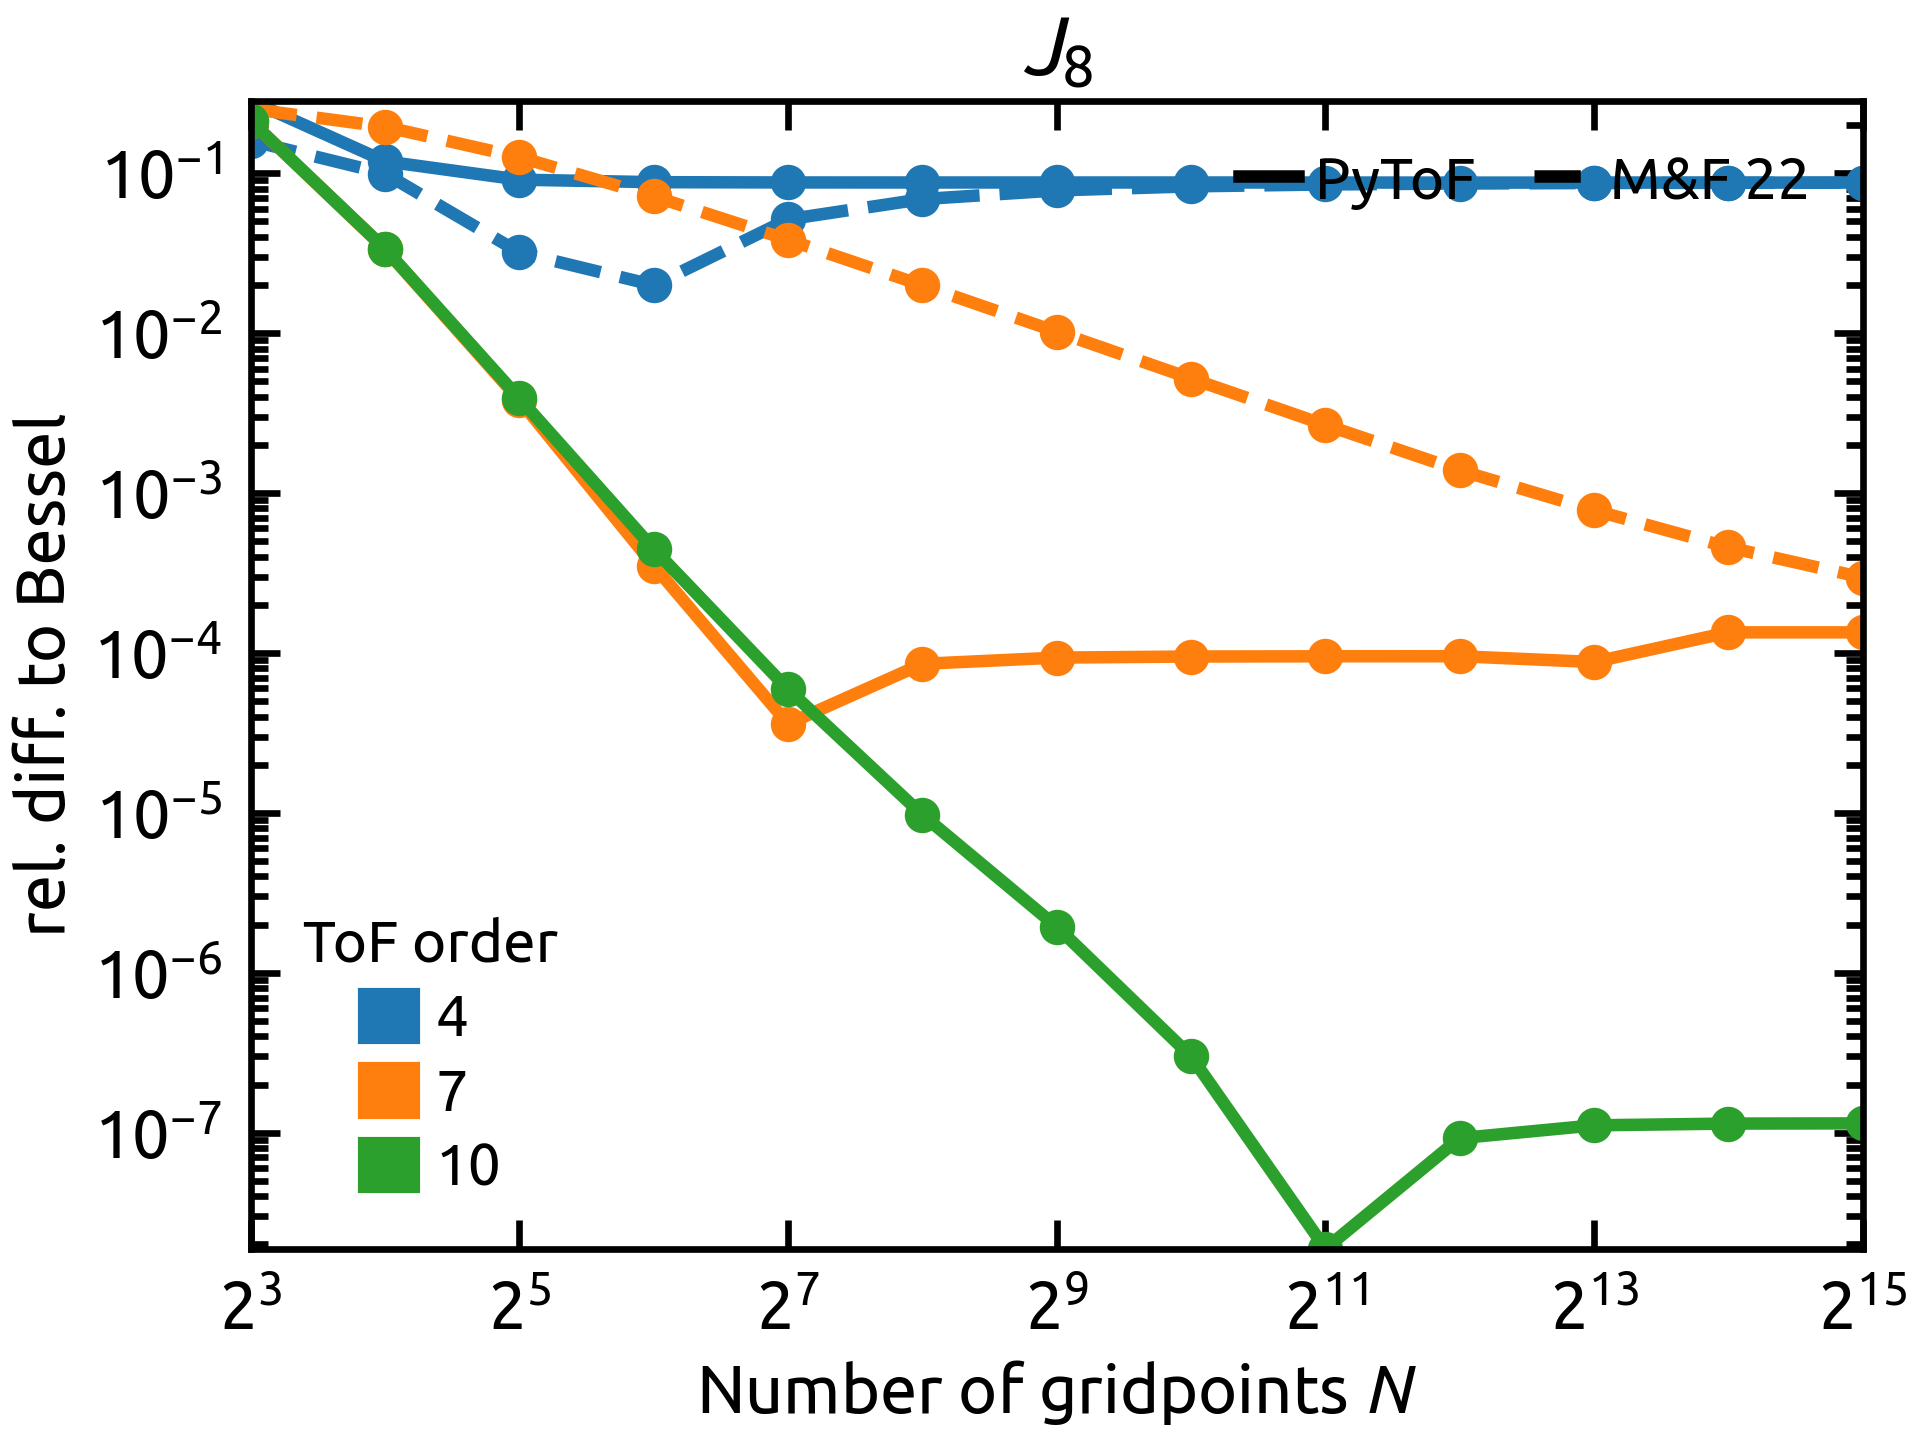 J₈
PyToF M&F 22
rel. diff. to Bessel
10⁻¹
10⁻²
10⁻³
10⁻⁴
10⁻⁵
10⁻⁶
10⁻⁷
ToF order
4
7
10
2³ 2⁵ 2⁷ 2⁹ 2¹¹ 2¹³ 2¹⁵
Number of gridpoints N